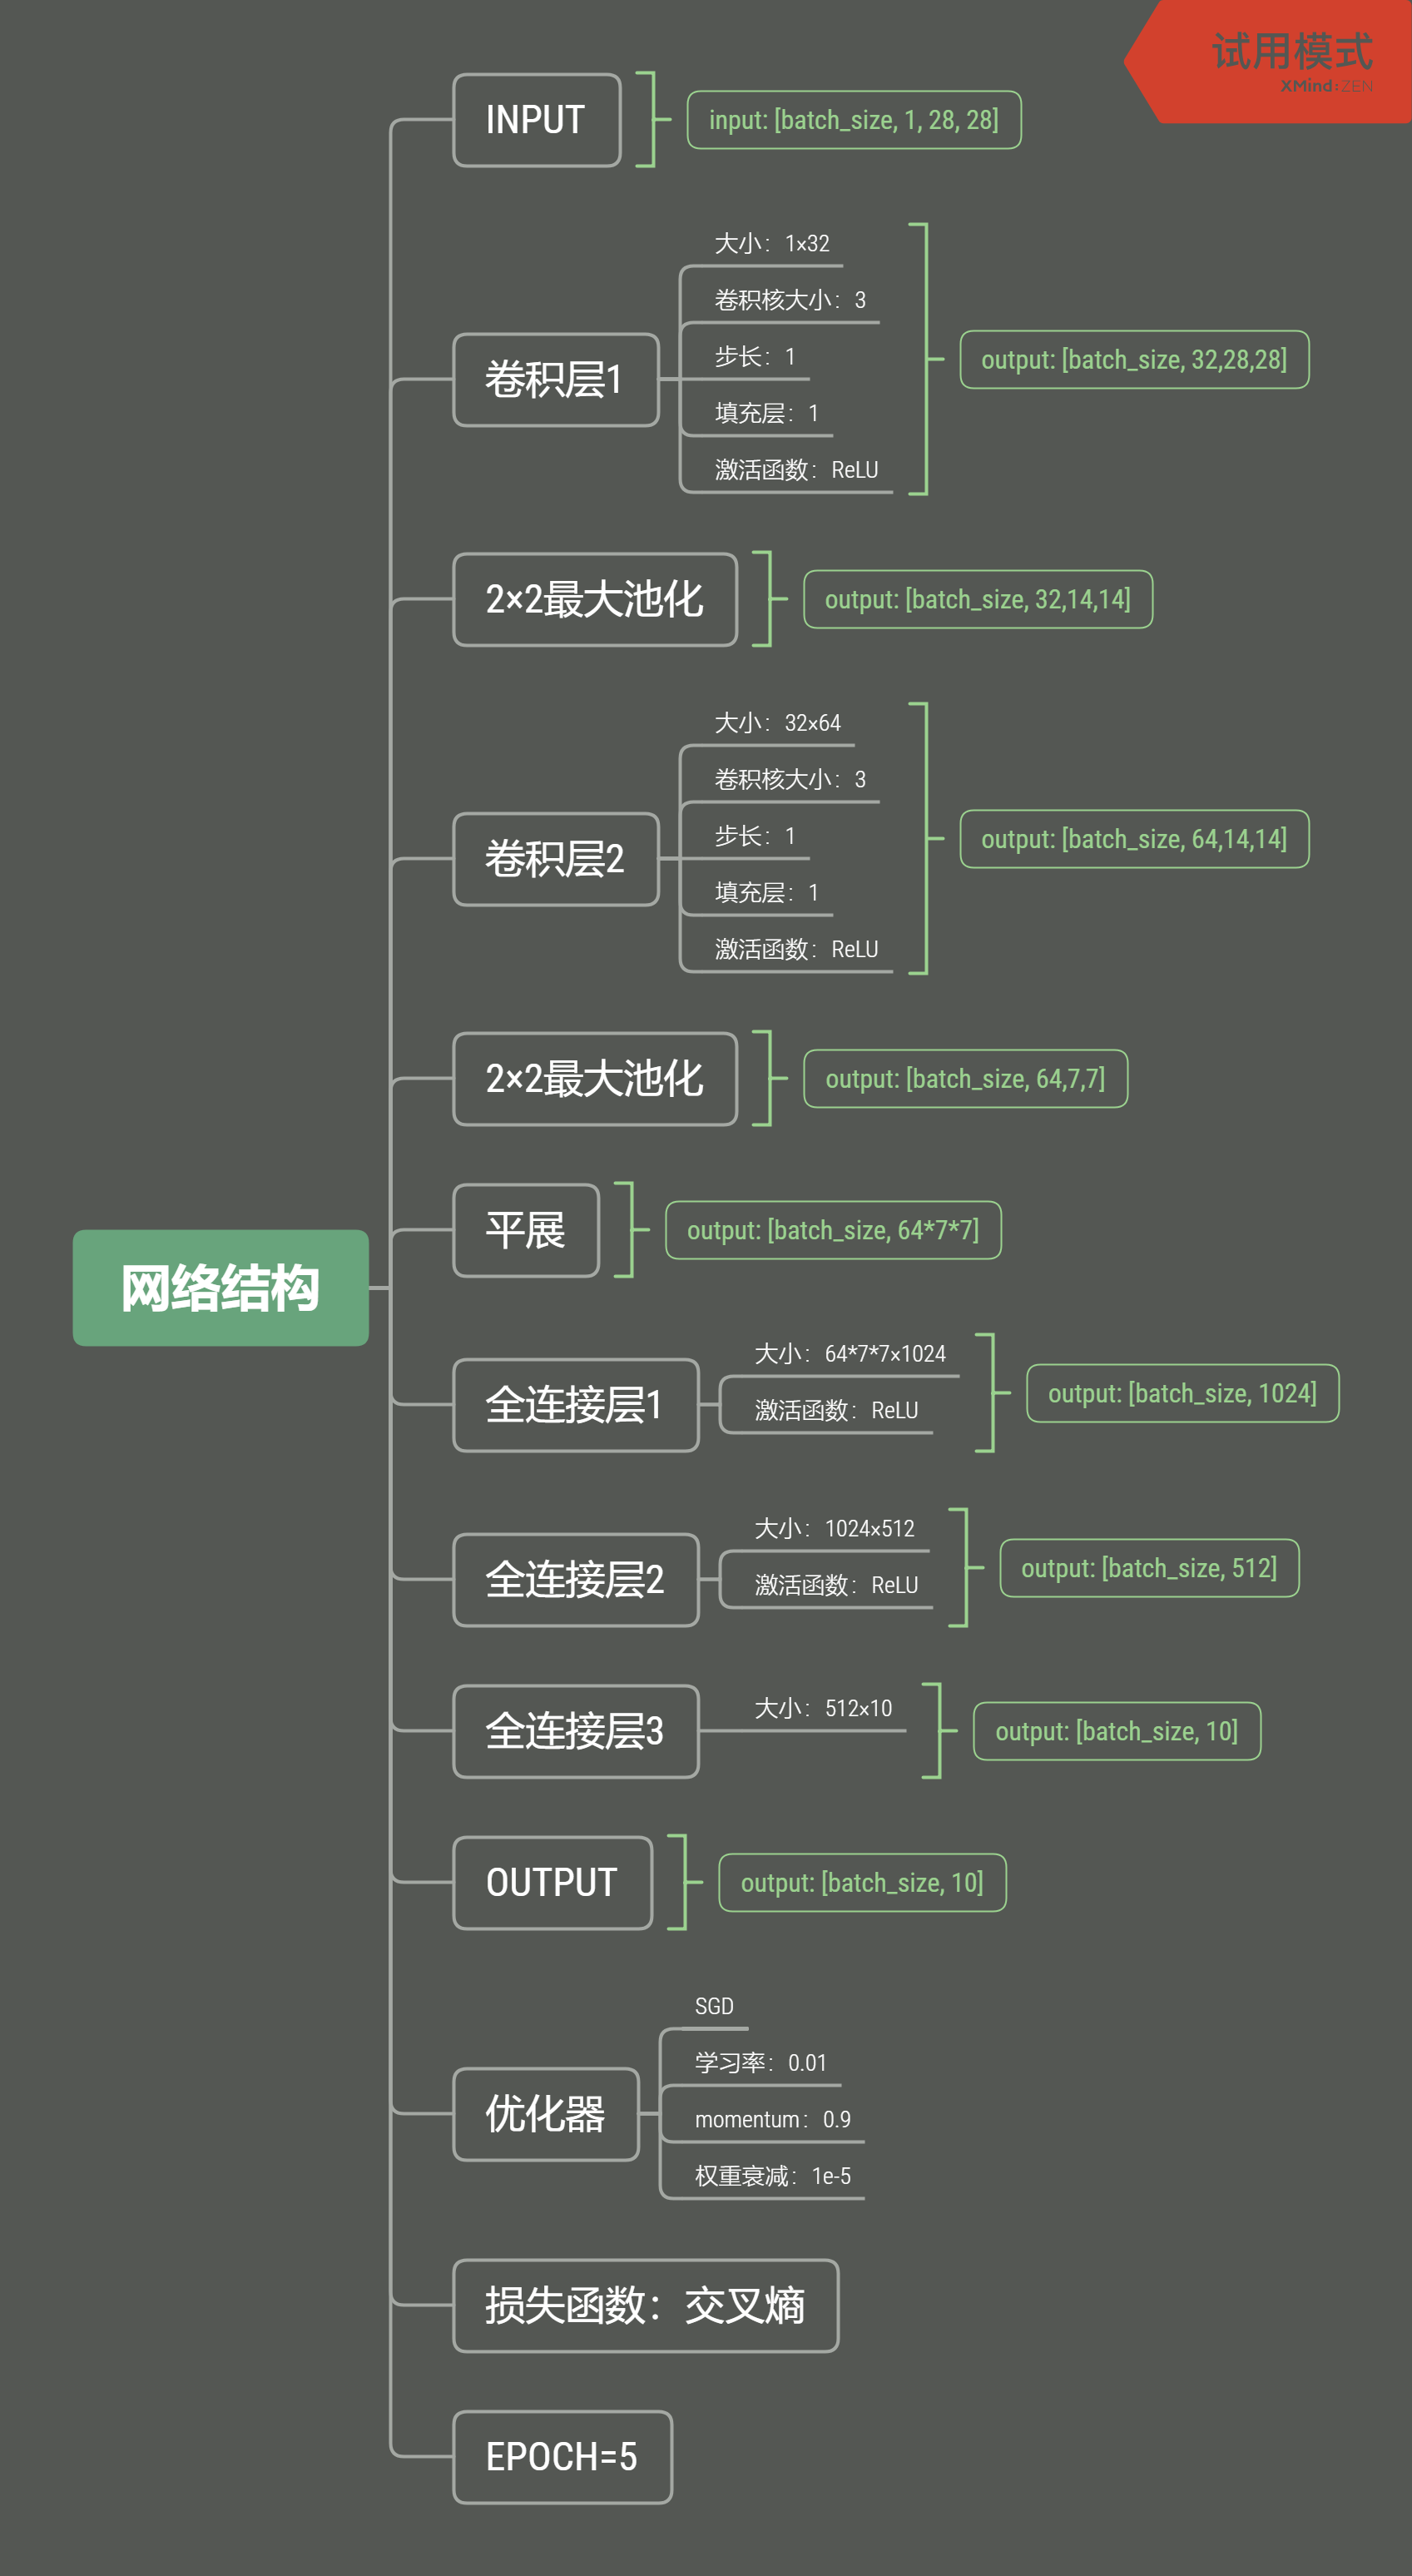 试用模式
XMind:ZEN
INPUT
input: [batch_size, 1, 28, 28]
大小：1×32
卷积核大小：3
步长：1
填充层：1
激活函数：ReLU
卷积层1
output: [batch_size, 32,28,28]
2×2最大池化
output: [batch_size, 32,14,14]
大小：32×64
卷积核大小：3
步长：1
填充层：1
激活函数：ReLU
卷积层2
output: [batch_size, 64,14,14]
2×2最大池化
output: [batch_size, 64,7,7]
平展
output: [batch_size, 64*7*7]
网络结构
大小：64*7*7×1024
激活函数：ReLU
全连接层1
output: [batch_size, 1024]
大小：1024×512
激活函数：ReLU
全连接层2
output: [batch_size, 512]
大小：512×10
全连接层3
output: [batch_size, 10]
OUTPUT
output: [batch_size, 10]
SGD
学习率：0.01
momentum：0.9
权重衰减：1e-5
优化器
损失函数：交叉熵
EPOCH=5